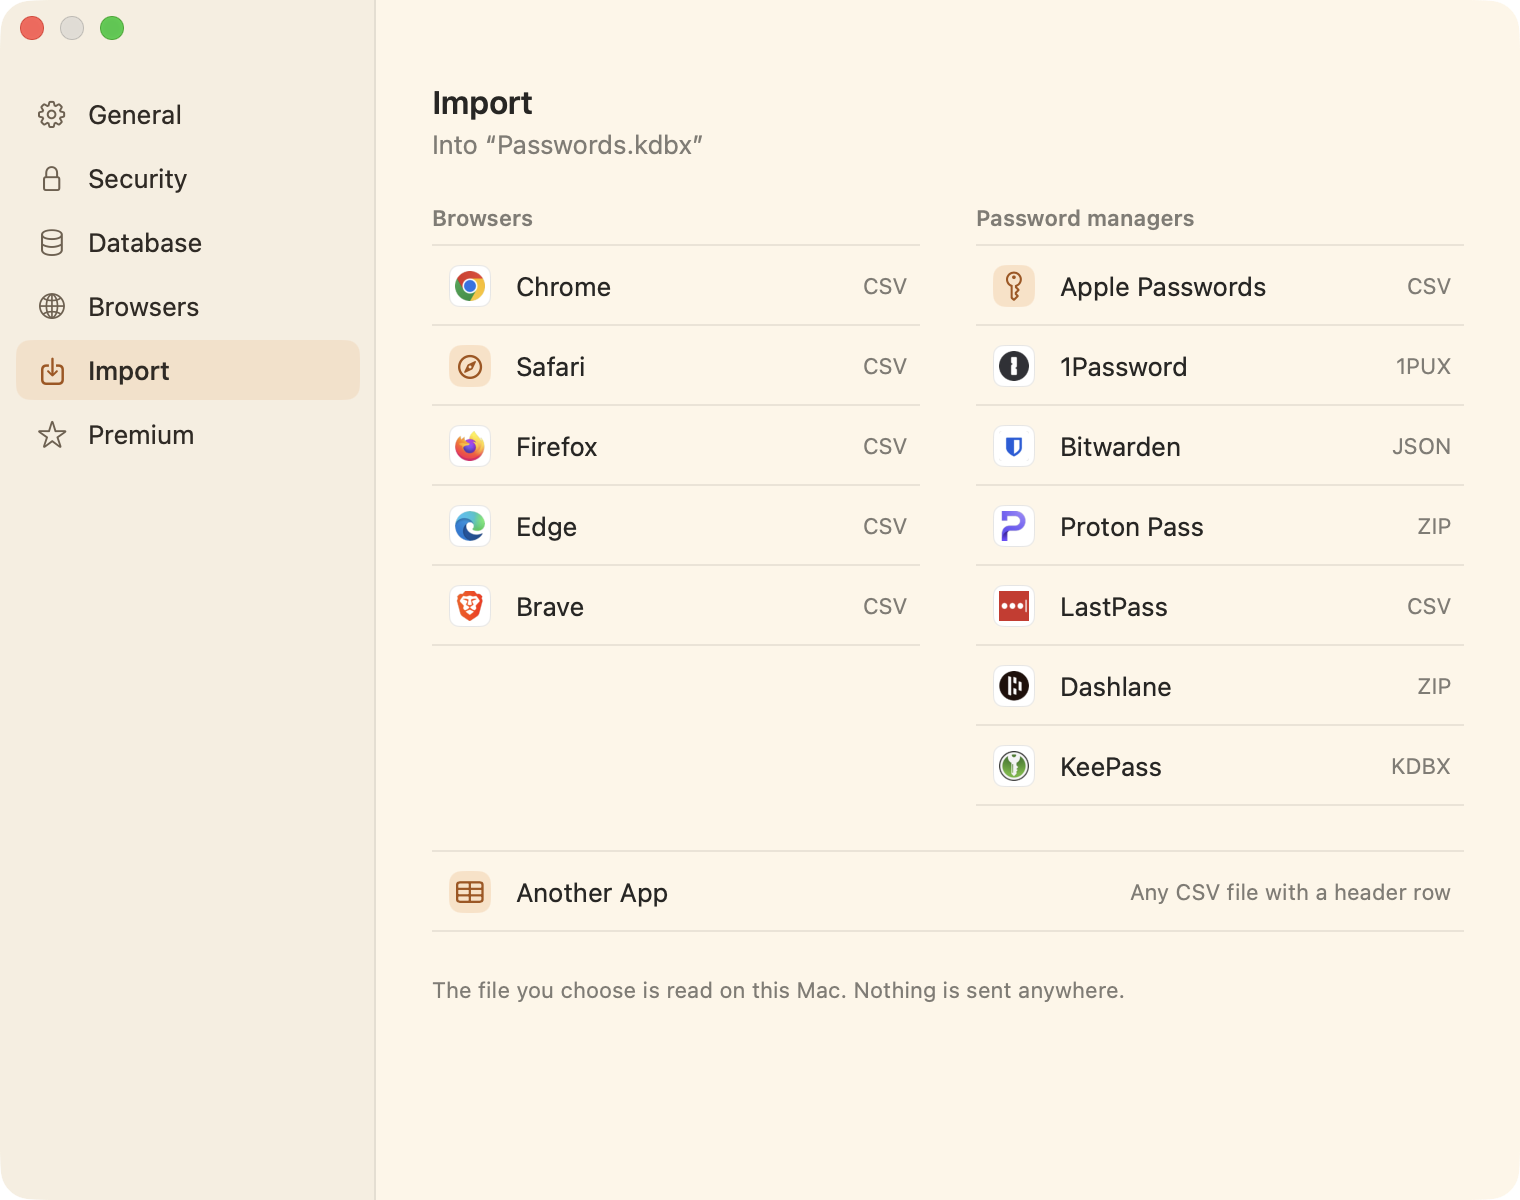 General
Security
Database
Browsers
Import
Premium
Import
Into “Passwords.kdbx”
Browsers
Chrome CSV
Safari CSV
Firefox CSV
Edge CSV
Brave CSV
Password managers
Apple Passwords CSV
1Password 1PUX
Bitwarden JSON
Proton Pass ZIP
LastPass CSV
Dashlane ZIP
KeePass KDBX
Another App Any CSV file with a header row
The file you choose is read on this Mac. Nothing is sent anywhere.